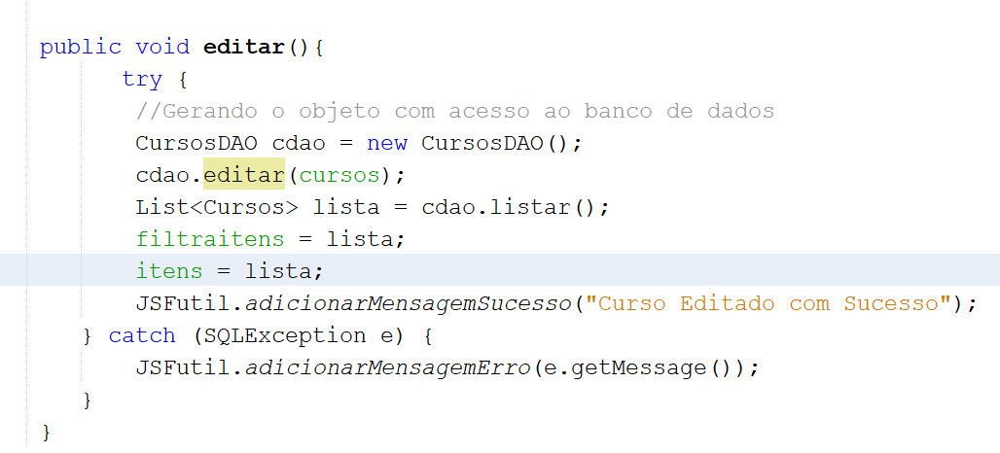 public void editar(){
try {
//Gerando o objeto com acesso ao banco de dados
CursosDAO cdao = new CursosDAO();
cdao.editar(cursos);
List<Cursos> lista = cdao.listar();
filtraitens = lista;
itens = lista;
JSFutil.adicionarMensagemSucesso("Curso Editado com Sucesso");
} catch (SQLException e) {
JSFutil.adicionarMensagemErro(e.getMessage());
}
}